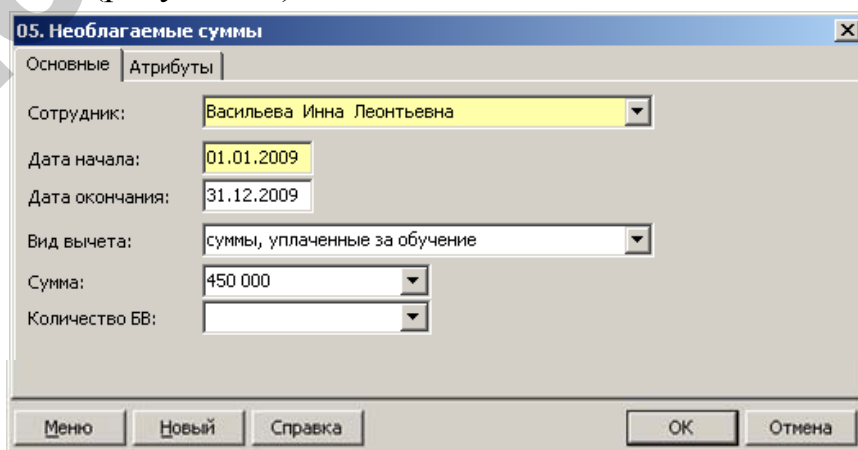 05. Необлагаемые суммы
Основные Атрибуты
Сотрудник: Васильева Инна Леонтьевна
Дата начала: 01.01.2009
Дата окончания: 31.12.2009
Вид вычета: суммы, уплаченные за обучение
Сумма: 450 000
Количество БВ:
Меню Новый Справка ОК Отмена